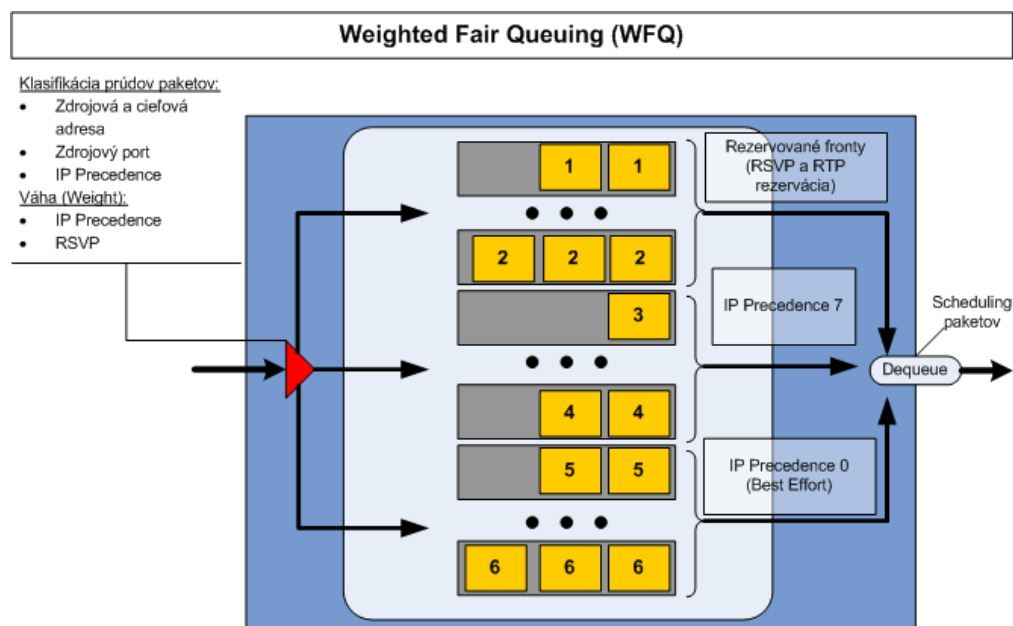 Weighted Fair Queuing (WFQ)
Klasifikácia prúdov paketov:
• Zdrojová a cieľová
adresa
• Zdrojový port
• IP Precedence
Váha (Weight):
• IP Precedence
• RSVP
1 1
Rezervované fronty
(RSVP a RTP
rezervácia)
2 2 2
3
IP Precedence 7
Scheduling
paketov
Dequeue
4 4
5 5
IP Precedence 0
(Best Effort)
6 6 6